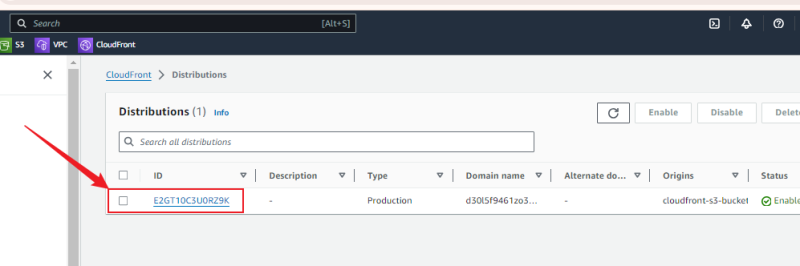 Search [Alt+S]
S3 VPC CloudFront
CloudFront > Distributions
Distributions (1) Info
Enable Disable Delet
Search all distributions
ID Description Type Domain name Alternate do... Origins Status
E2GT10C3U0RZ9K - Production d30l5f9461zo3... - cloudfront-s3-bucket Enable